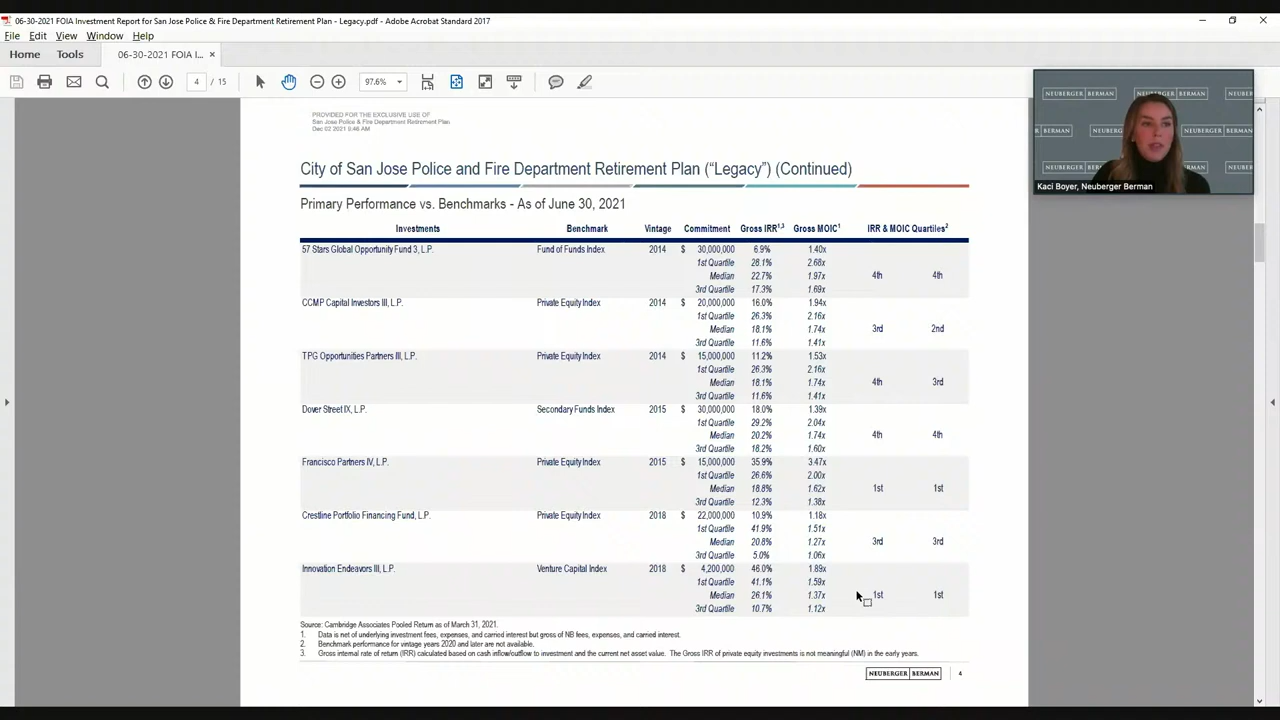 06-30-2021 FOIA Investment Report for San Jose Police & Fire Department Retirement Plan - Legacy.pdf - Adobe Acrobat Standard 2017
File Edit View Window Help
Home Tools 06-30-2021 FOIA I... ×
4 / 15 97.6%
PROVIDED FOR THE EXCLUSIVE USE OF
San Jose Police & Fire Department Retirement Plan
Dec 02 2021 8:46 AM
NEUBERGER BERMAN
Kaci Boyer, Neuberger Berman
City of San Jose Police and Fire Department Retirement Plan ("Legacy") (Continued)
Primary Performance vs. Benchmarks - As of June 30, 2021
Investments Benchmark Vintage Commitment Gross IRR1,3 Gross MOIC1 IRR & MOIC Quartiles2
57 Stars Global Opportunity Fund 3, L.P. Fund of Funds Index 2014 $ 30,000,000 6.9% 1.40x
1st Quartile 28.1% 2.68x
Median 22.7% 1.97x 4th 4th
3rd Quartile 17.3% 1.69x
CCMP Capital Investors III, L.P. Private Equity Index 2014 $ 20,000,000 16.0% 1.94x
1st Quartile 26.3% 2.16x
Median 18.1% 1.74x 3rd 2nd
3rd Quartile 11.6% 1.41x
TPG Opportunities Partners III, L.P. Private Equity Index 2014 $ 15,000,000 11.2% 1.53x
1st Quartile 26.3% 2.16x
Median 18.1% 1.74x 4th 3rd
3rd Quartile 11.6% 1.41x
Dover Street IX, L.P. Secondary Funds Index 2015 $ 30,000,000 18.0% 1.39x
1st Quartile 29.2% 2.04x
Median 20.2% 1.74x 4th 4th
3rd Quartile 18.2% 1.60x
Francisco Partners IV, L.P. Private Equity Index 2015 $ 15,000,000 35.9% 3.47x
1st Quartile 26.6% 2.00x
Median 18.8% 1.62x 1st 1st
3rd Quartile 12.3% 1.38x
Crestline Portfolio Financing Fund, L.P. Private Equity Index 2018 $ 22,000,000 10.9% 1.18x
1st Quartile 41.9% 1.51x
Median 20.8% 1.27x 3rd 3rd
3rd Quartile 5.0% 1.06x
Innovation Endeavors III, L.P. Venture Capital Index 2018 $ 4,200,000 46.0% 1.89x
1st Quartile 41.1% 1.59x
Median 26.1% 1.37x 1st 1st
3rd Quartile 10.7% 1.12x
Source: Cambridge Associates Pooled Return as of March 31, 2021.
1. Data is net of underlying investment fees, expenses, and carried interest but gross of NB fees, expenses, and carried interest.
2. Benchmark performance for vintage years 2020 and later are not available.
3. Gross internal rate of return (IRR) calculated based on cash inflow/outflow to investment and the current net asset value. The Gross IRR of private equity investments is not meaningful (NM) in the early years.
NEUBERGER BERMAN 4